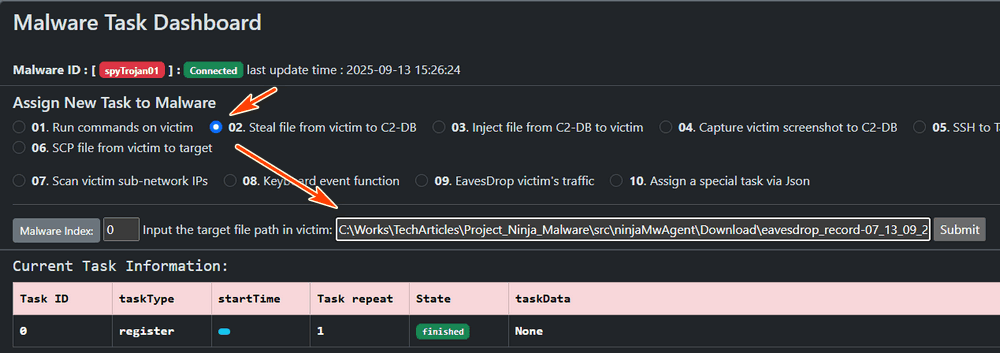 Malware Task Dashboard
Malware ID : [ spyTrojan01 ] : Connected last update time : 2025-09-13 15:26:24
Assign New Task to Malware
01. Run commands on victim 02. Steal file from victim to C2-DB 03. Inject file from C2-DB to victim 04. Capture victim screenshot to C2-DB 05. SSH to T
06. SCP file from victim to target
07. Scan victim sub-network IPs 08. Keyboard event function 09. EavesDrop victim's traffic 10. Assign a special task via Json
Malware Index: 0 Input the target file path in victim: C:\Works\TechArticles\Project_Ninja_Malware\src\ninjaMwAgent\Download\eavesdrop_record-07_13_09_2 Submit
Current Task Information:
Task ID taskType startTime Task repeat State taskData
0 register 1 finished None